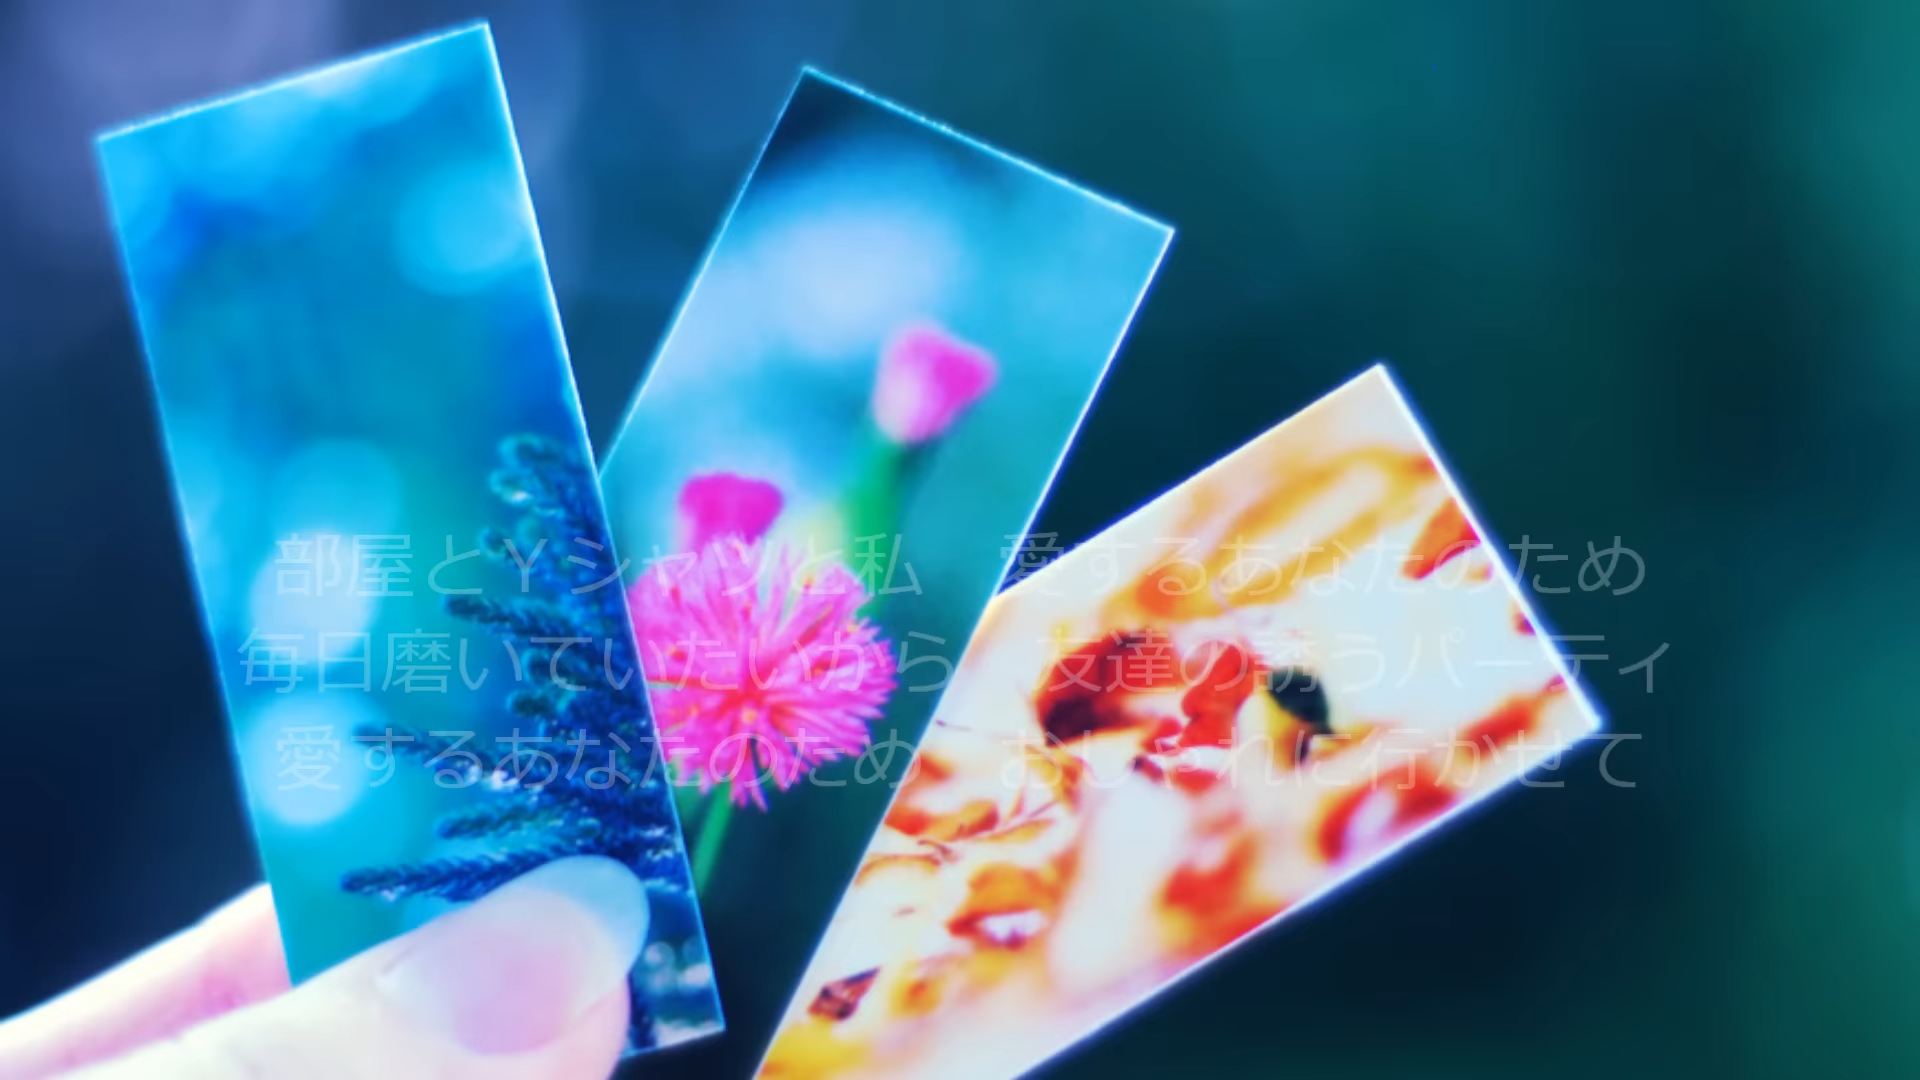 部屋とYシャツと私　愛するあなたのため
毎日磨いていたいから　友達の誘うパーティ
愛するあなたのため　おしゃれに行かせて